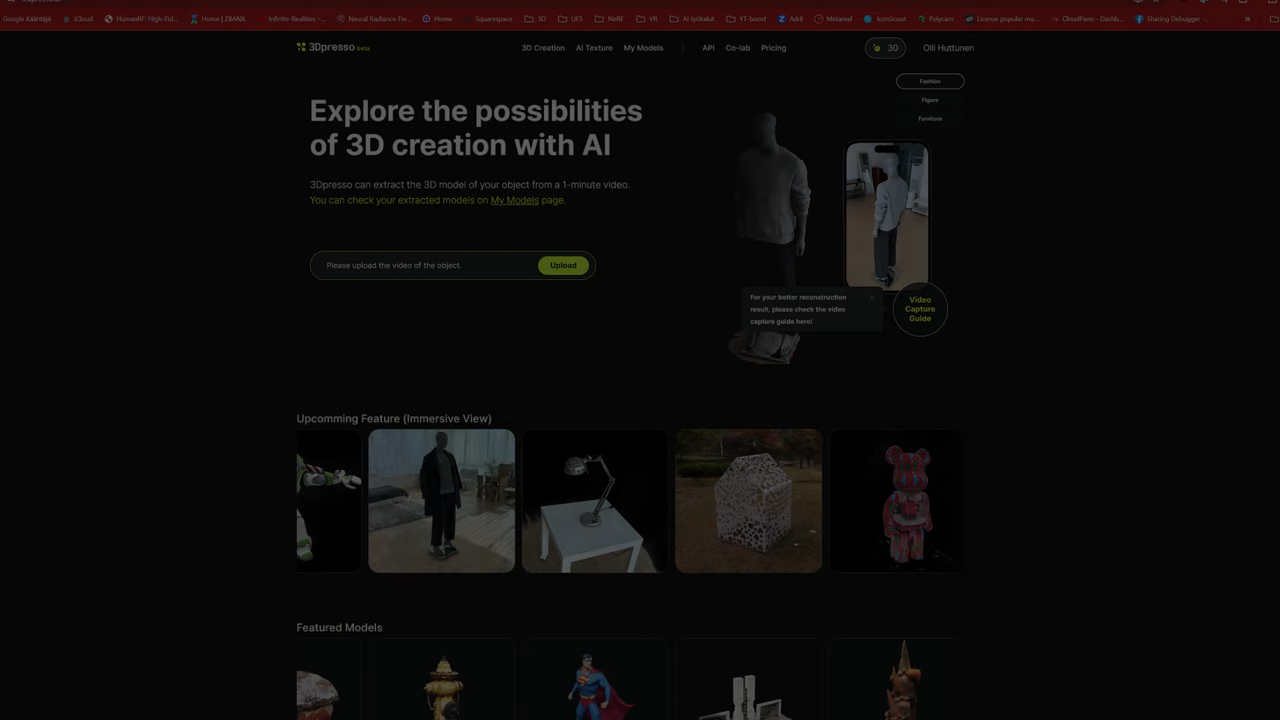 Google Kääntäjä
iCloud
HumanRF: High-Fid...
Home | ZBANX
Infinite-Realities -...
Neural Radiance Fie...
Home
Squarespace
3D
UES
NeRF
VR
AI työkalut
YT-boost
Addl
Metamal
IconScout
Polycam
License popular mu...
CloudPano - Dashb...
Sharing Debugger -...
»
3Dpresso beta
3D Creation
AI Texture
My Models
API
Co-lab
Pricing
30
Olli Huttunen
Fashion
Figure
Furniture
Explore the possibilities
of 3D creation with AI
3Dpresso can extract the 3D model of your object from a 1-minute video.
You can check your extracted models on My Models page.
Please upload the video of the object.
Upload
For your better reconstruction
result, please check the video
capture guide here!
Video
Capture
Guide
Upcomming Feature (Immersive View)
Featured Models